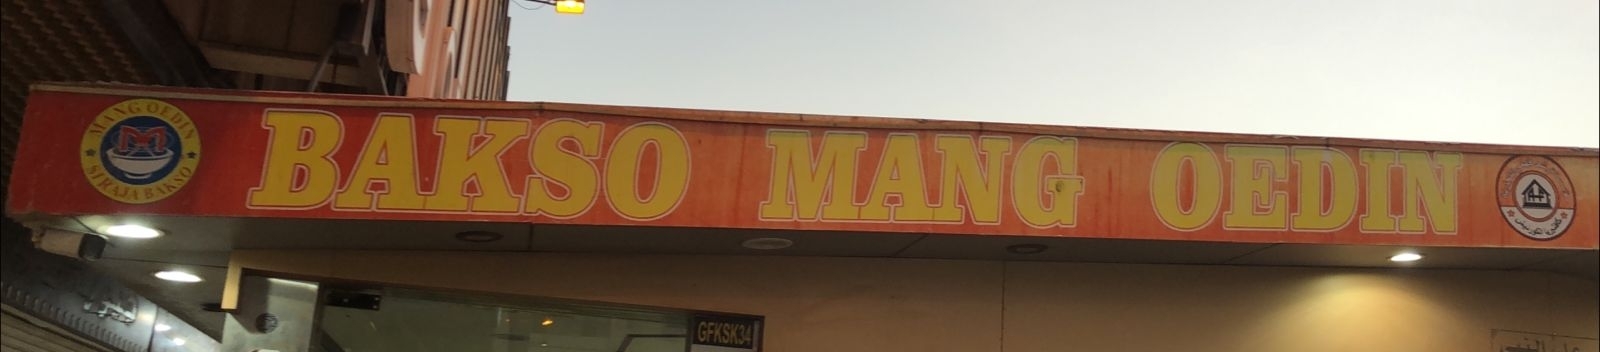 MANG OEDIN
M
SI RAJA BAKSO
BAKSO MANG OEDIN
GFKSK34